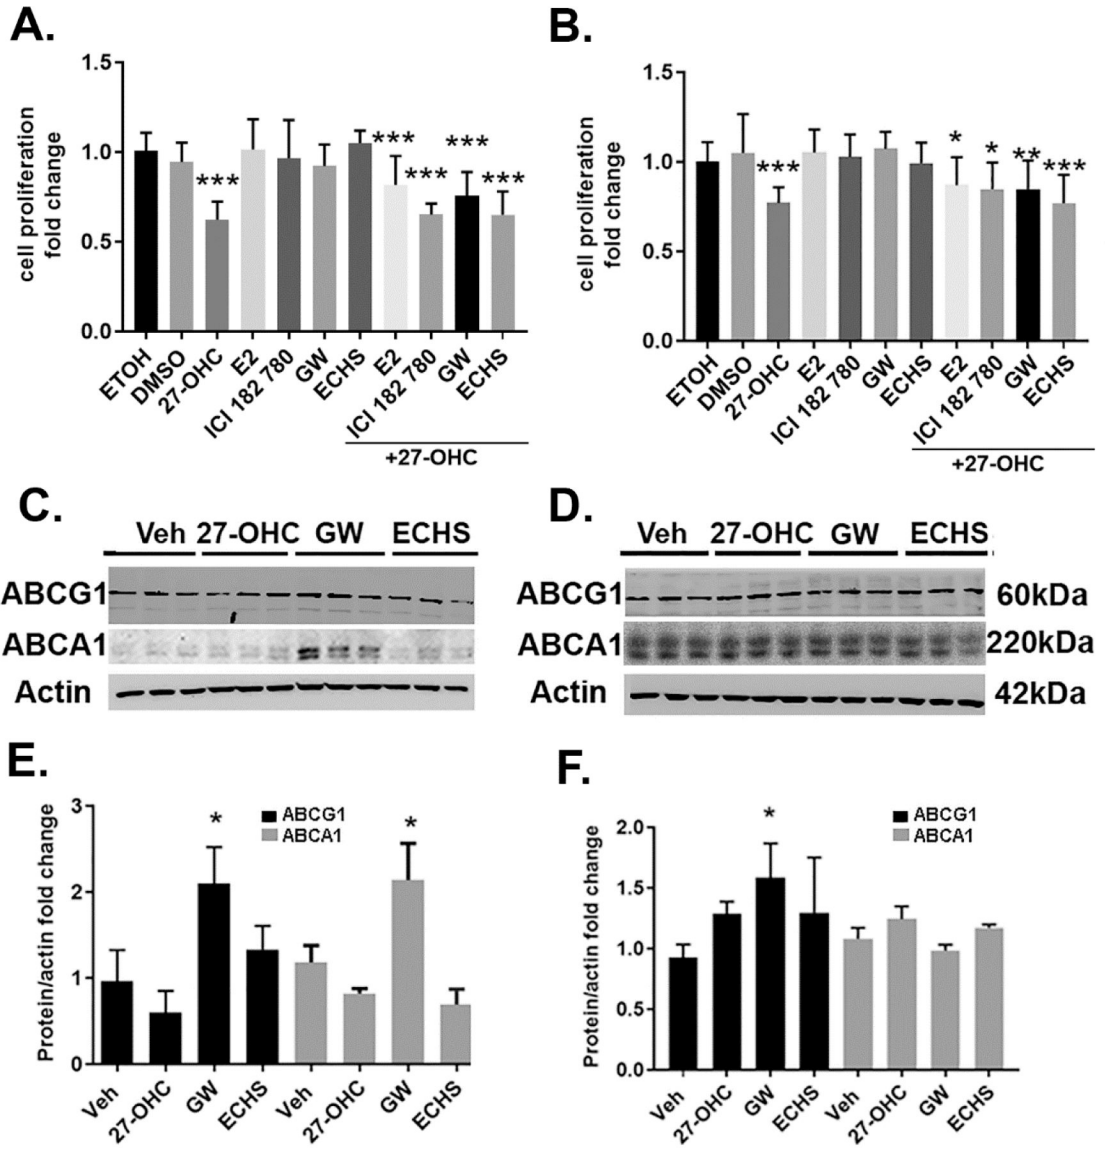 A.
cell proliferation
fold change
1.5
1.0
0.5
0.0
***
***
***
***
***
ETOH
DMSO
27-OHC
E2
ICI 182 780
GW
ECHS
E2
ICI 182 780
GW
ECHS
+27-OHC
B.
cell proliferation
fold change
1.5
1.0
0.5
0.0
***
*
*
**
***
ETOH
DMSO
27-OHC
E2
ICI 182 780
GW
ECHS
E2
ICI 182 780
GW
ECHS
+27-OHC
C.
Veh 27-OHC GW ECHS
ABCG1
ABCA1
Actin
D.
Veh 27-OHC GW ECHS
ABCG1 60kDa
ABCA1 220kDa
Actin 42kDa
E.
Protein/actin fold change
3
2
1
0
*
*
ABCG1
ABCA1
Veh
27-OHC
GW
ECHS
Veh
27-OHC
GW
ECHS
F.
Protein/actin fold change
2.0
1.5
1.0
0.5
0.0
*
ABCG1
ABCA1
Veh
27-OHC
GW
ECHS
Veh
27-OHC
GW
ECHS